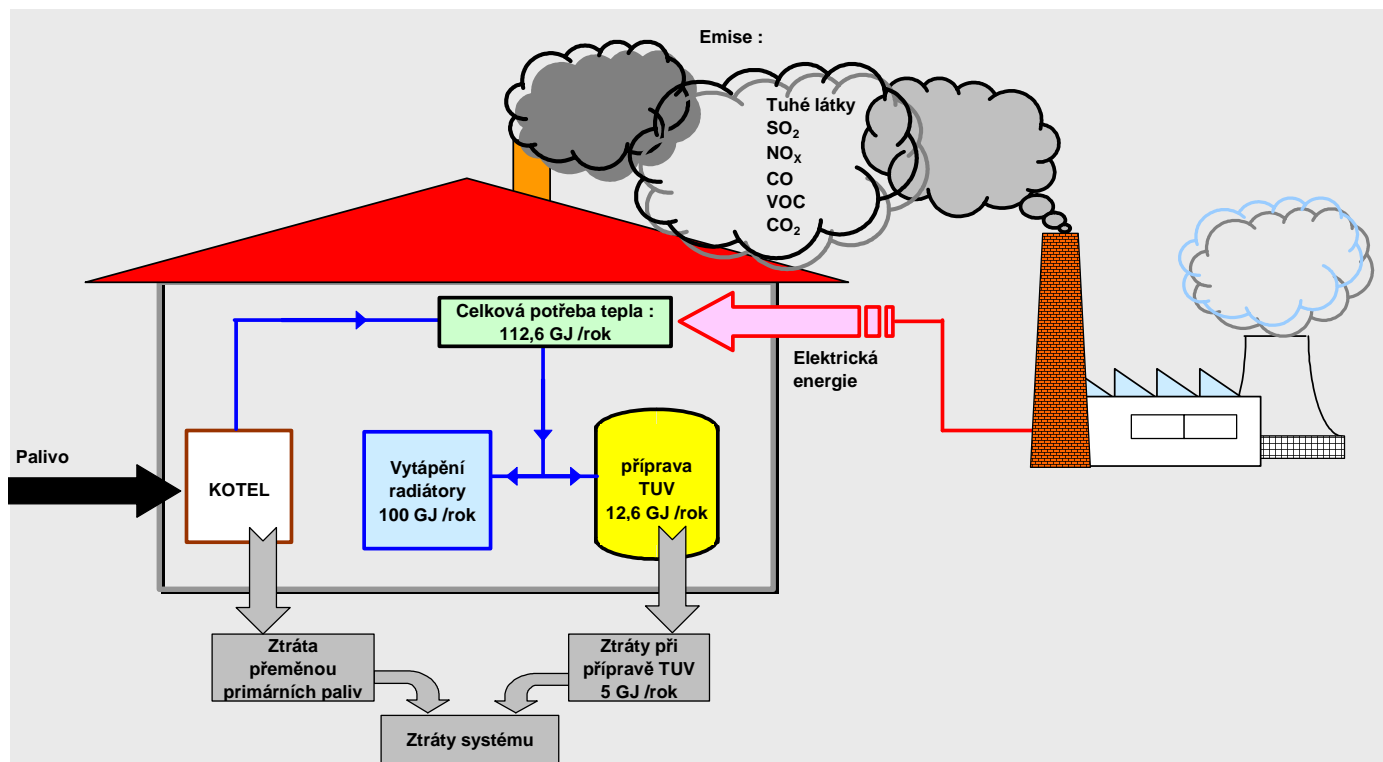 Emise :
Tuhé látky
SO₂
NOₓ
CO
VOC
CO₂
Celková potřeba tepla :
112,6 GJ /rok
Elektrická
energie
Palivo
KOTEL
Vytápění
radiátory
100 GJ /rok
příprava
TUV
12,6 GJ /rok
Ztráta
přeměnou
primárních paliv
Ztráty při
přípravě TUV
5 GJ /rok
Ztráty systému